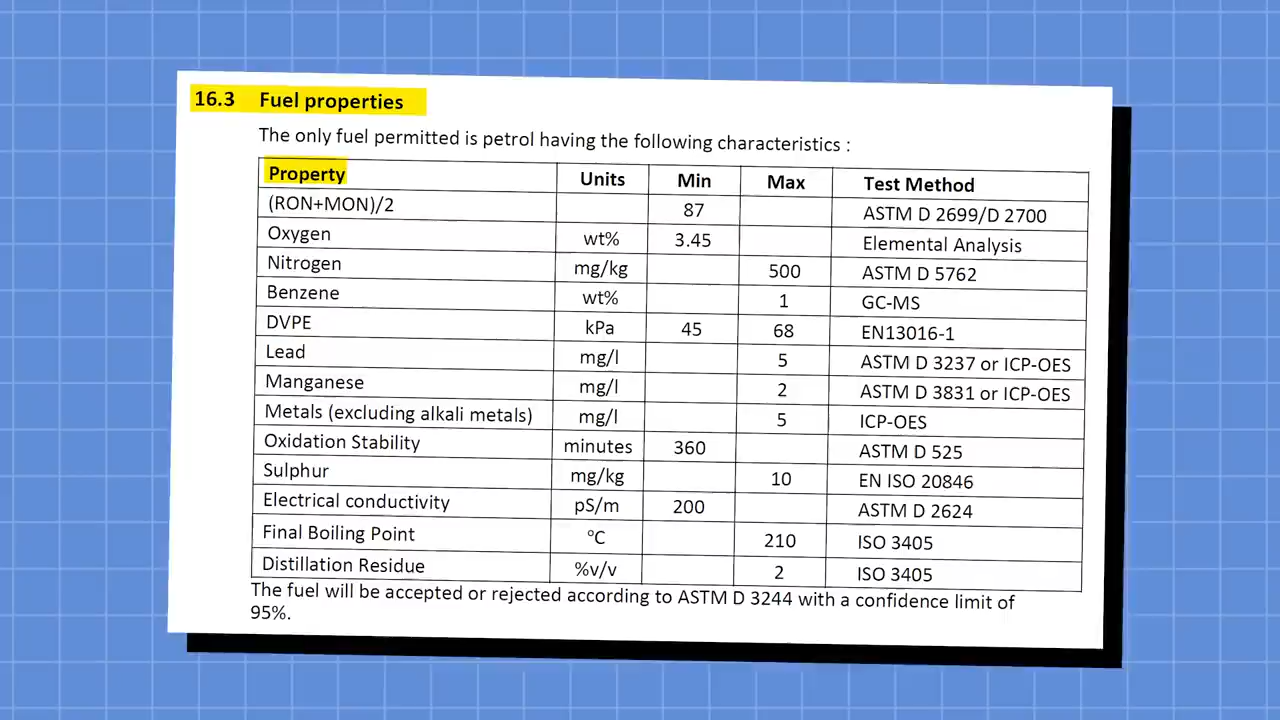 16.3 Fuel properties
The only fuel permitted is petrol having the following characteristics :
Property Units Min Max Test Method
(RON+MON)/2 87 ASTM D 2699/D 2700
Oxygen wt% 3.45 Elemental Analysis
Nitrogen mg/kg 500 ASTM D 5762
Benzene wt% 1 GC-MS
DVPE kPa 45 68 EN13016-1
Lead mg/l 5 ASTM D 3237 or ICP-OES
Manganese mg/l 2 ASTM D 3831 or ICP-OES
Metals (excluding alkali metals) mg/l 5 ICP-OES
Oxidation Stability minutes 360 ASTM D 525
Sulphur mg/kg 10 EN ISO 20846
Electrical conductivity pS/m 200 ASTM D 2624
Final Boiling Point °C 210 ISO 3405
Distillation Residue %v/v 2 ISO 3405
The fuel will be accepted or rejected according to ASTM D 3244 with a confidence limit of
95%.